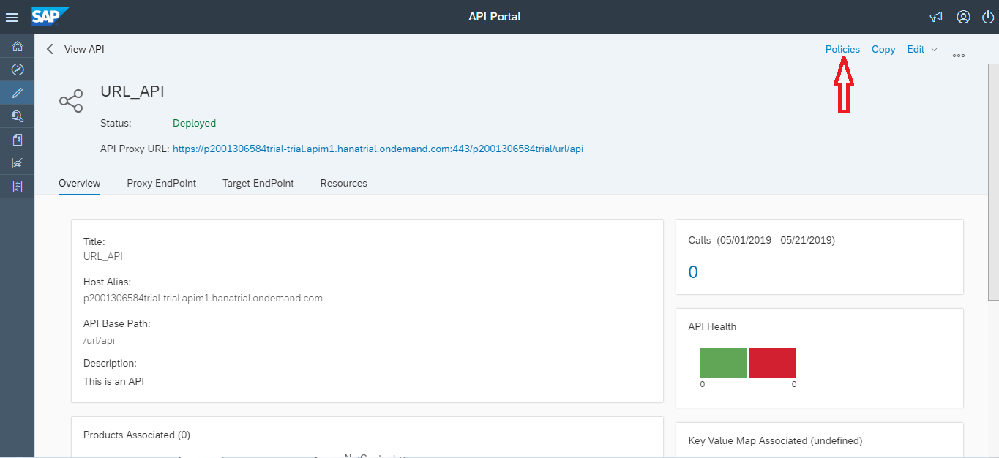 SAP
API Portal
View API
Policies Copy Edit
URL_API
Status: Deployed
API Proxy URL: https://p2001306584trial-trial.apim1.hanatrial.ondemand.com:443/p2001306584trial/url/api
Overview Proxy EndPoint Target EndPoint Resources
Title:
URL_API
Host Alias:
p2001306584trial-trial.apim1.hanatrial.ondemand.com
API Base Path:
/url/api
Description:
This is an API
Calls (05/01/2019 - 05/21/2019)
0
API Health
0 0
Products Associated (0)
Key Value Map Associated (undefined)